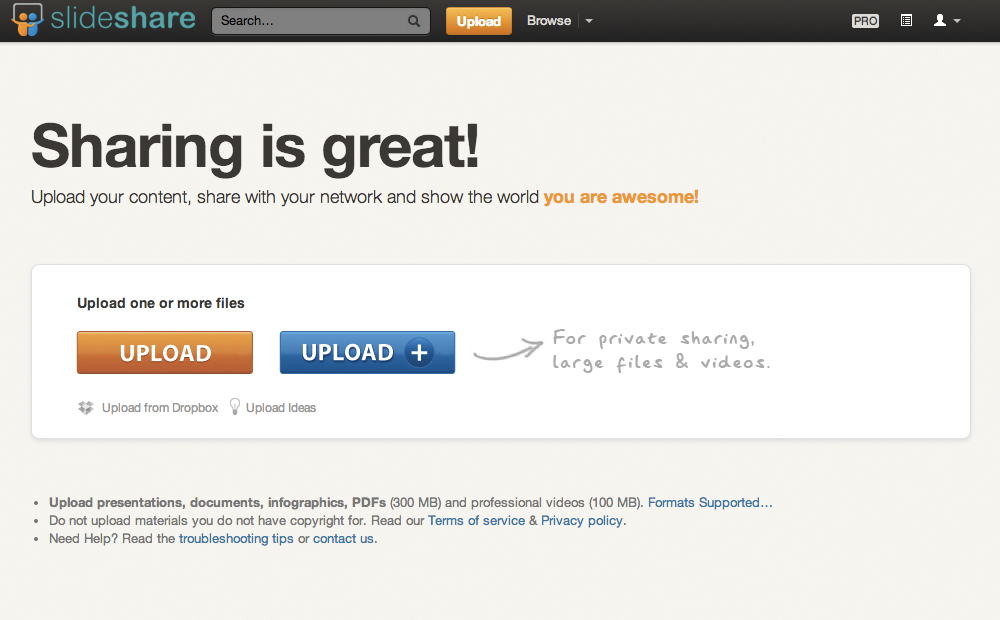 slideshare Search... Upload Browse PRO
Sharing is great!
Upload your content, share with your network and show the world you are awesome!
Upload one or more files
UPLOAD UPLOAD +
For private sharing,
large files & videos.
Upload from Dropbox Upload Ideas
• Upload presentations, documents, infographics, PDFs (300 MB) and professional videos (100 MB). Formats Supported...
• Do not upload materials you do not have copyright for. Read our Terms of service & Privacy policy.
• Need Help? Read the troubleshooting tips or contact us.